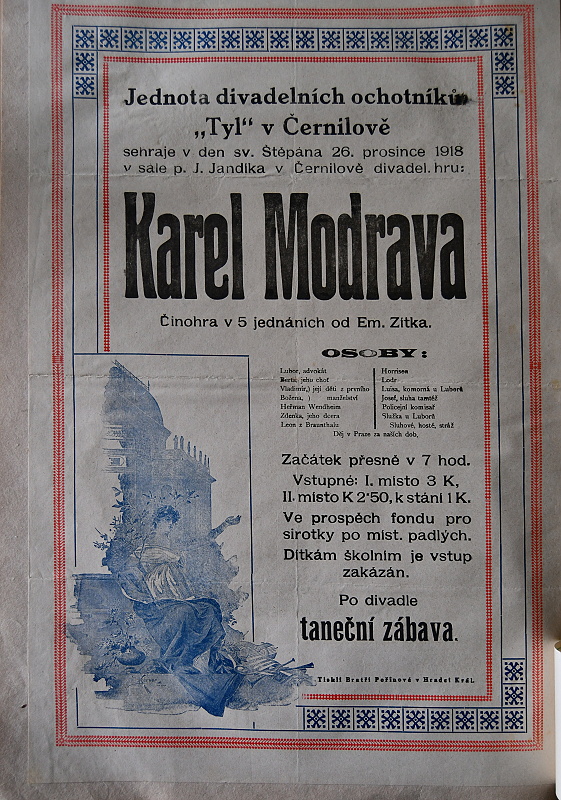 Jednota divadelních ochotníků
„Tyl“ v Černilově
sehraje v den sv. Štěpána 26. prosince 1918
v sále p. J. Jandíka v Černilově divadel. hru:
Karel Modrava
Činohra v 5 jednáních od Em. Zítka.
OSOBY:
Lubor, advokát
Berta, jeho choť
Vladimír,) její děti z prvního
Božena, ) manželství
Heřman Wendheim
Zdenka, jeho dcera
Leon z Braunthalu
Horrison
Lodr
Luisa, komorná u Luborů
Josef, sluha tamtéž
Policejní komisař
Služka u Luborů
Sluhové, hosté, stráž
Děj v Praze za našich dob.
Začátek přesně v 7 hod.
Vstupné: I. místo 3 K,
II. místo K 2·50, k stání 1 K.
Ve prospěch fondu pro
sirotky po míst. padlých.
Dítkám školním je vstup
zakázán.
Po divadle
taneční zábava.
Tiskli Bratři Peřinové v Hradci Král.